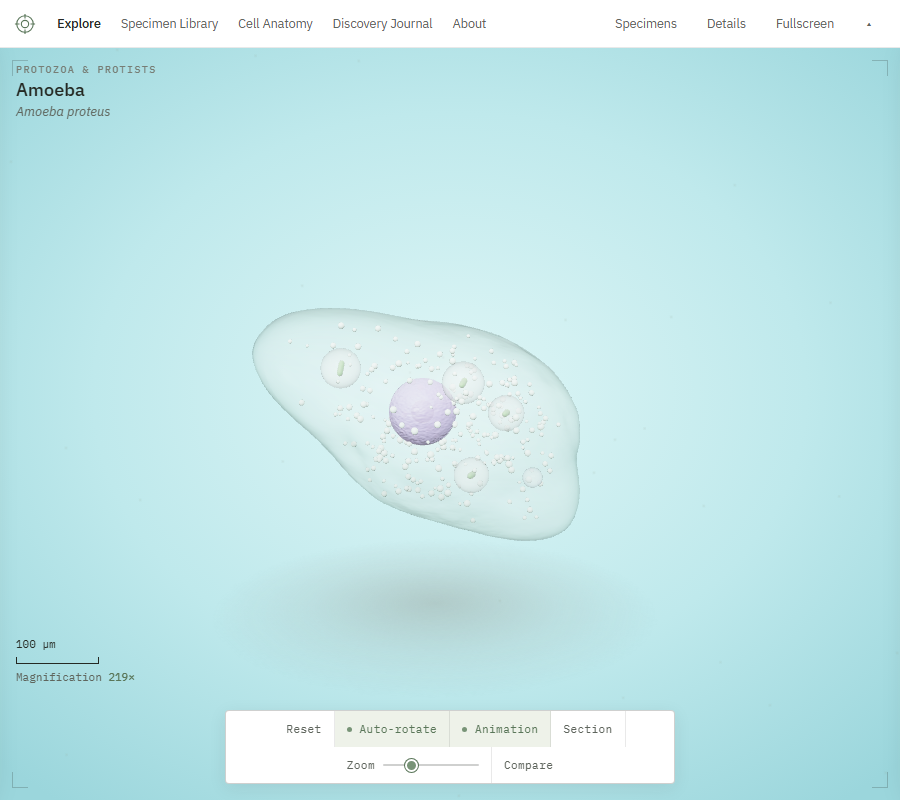 Explore Specimen Library Cell Anatomy Discovery Journal About Specimens Details Fullscreen
PROTOZOA & PROTISTS
Amoeba
Amoeba proteus
100 µm
Magnification 219×
Reset Auto-rotate Animation Section
Zoom Compare